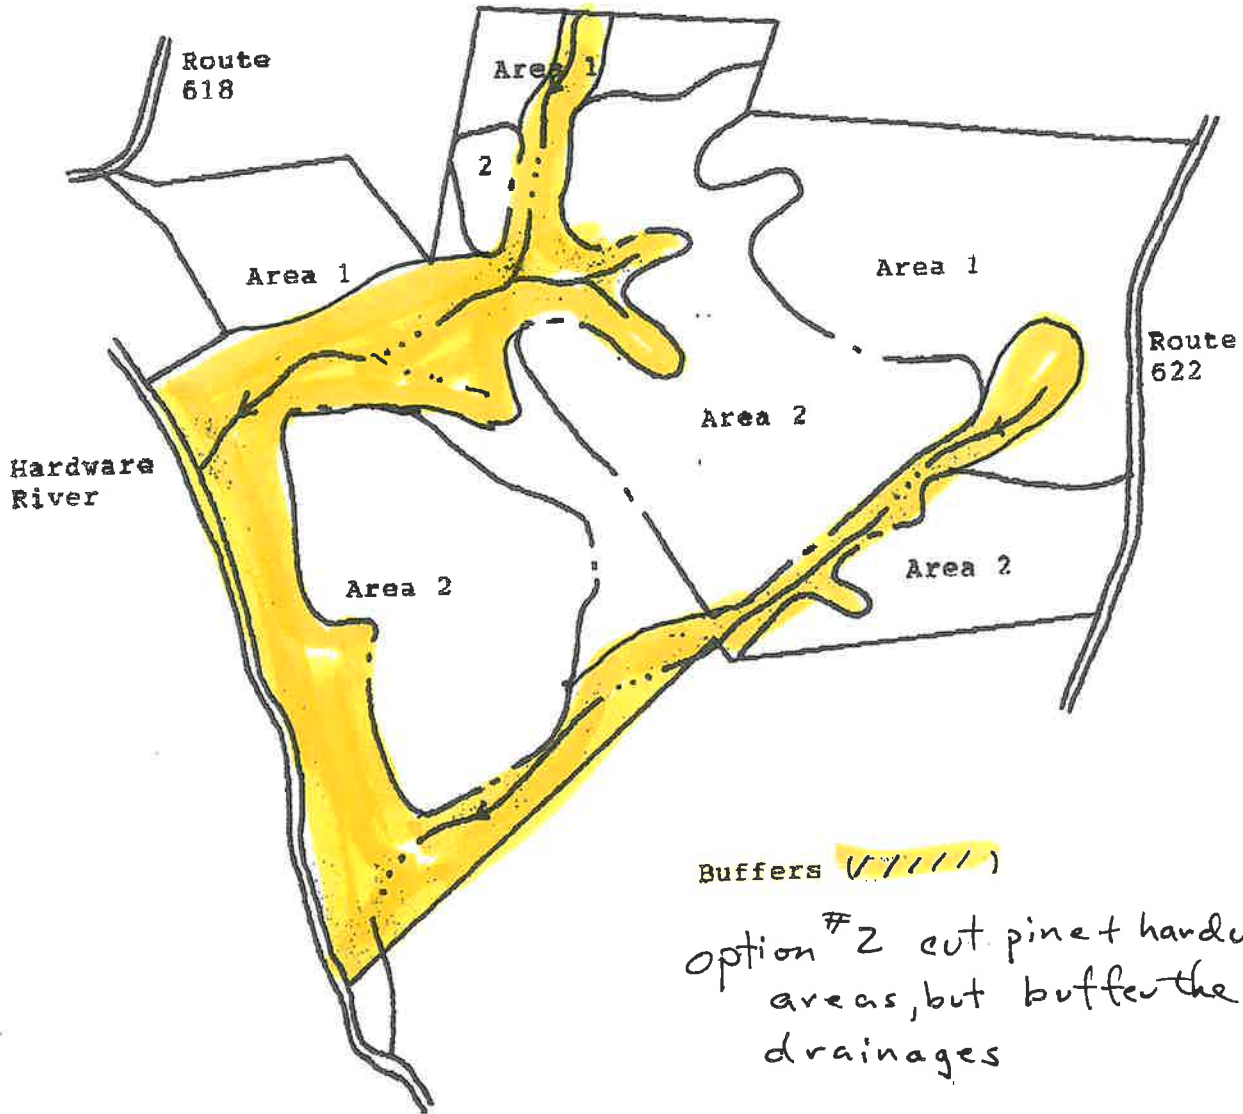 Route
618
Area 1
2
Area 1
Area 1
Route
622
Area 2
Hardware
River
Area 2
Area 2
Buffers (//////)
option #2 cut pine +
areas, but buffer the
drainages